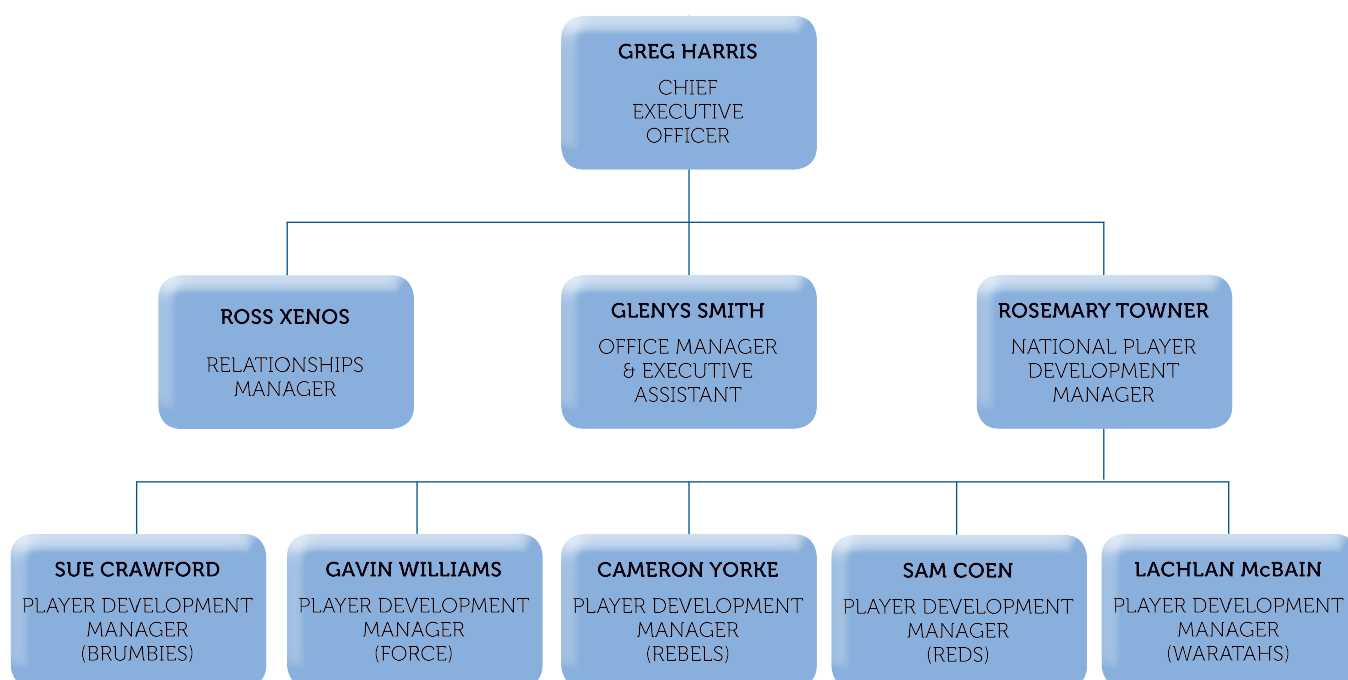 GREG HARRIS
CHIEF
EXECUTIVE
OFFICER
ROSS XENOS
RELATIONSHIPS
MANAGER
GLENYS SMITH
OFFICE MANAGER
& EXECUTIVE
ASSISTANT
ROSEMARY TOWNER
NATIONAL PLAYER
DEVELOPMENT
MANAGER
SUE CRAWFORD
PLAYER DEVELOPMENT
MANAGER
(BRUMBIES)
GAVIN WILLIAMS
PLAYER DEVELOPMENT
MANAGER
(FORCE)
CAMERON YORKE
PLAYER DEVELOPMENT
MANAGER
(REBELS)
SAM COEN
PLAYER DEVELOPMENT
MANAGER
(REDS)
LACHLAN McBAIN
PLAYER DEVELOPMENT
MANAGER
(WARATAHS)